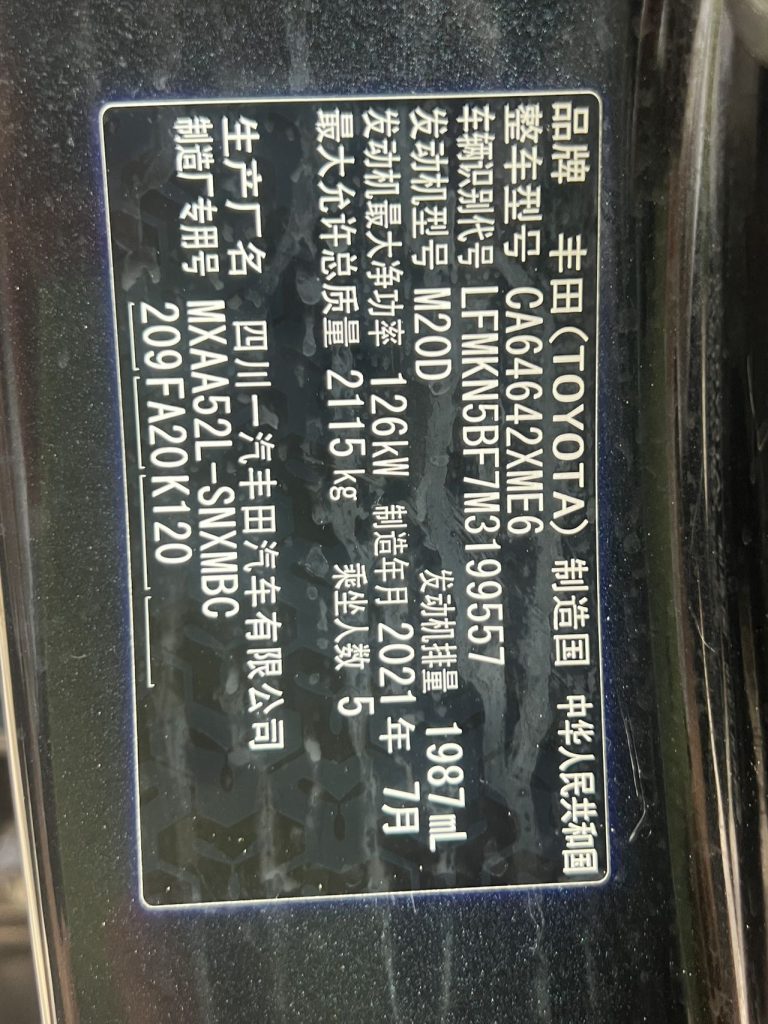 品牌 丰田(TOYOTA) 制造国 中华人民共和国
整车型号 CA64642XME6
车辆识别代号 LFMKN5BF7M3199557
发动机型号 M20D 发动机排量 1987mL
发动机最大净功率 126kW 制造年月 2021年 7月
最大允许总质量 2115kg 乘坐人数 5
生产厂名 四川一汽丰田汽车有限公司
制造厂专用号 MXAA52L-SNXMBC
209FA20K120